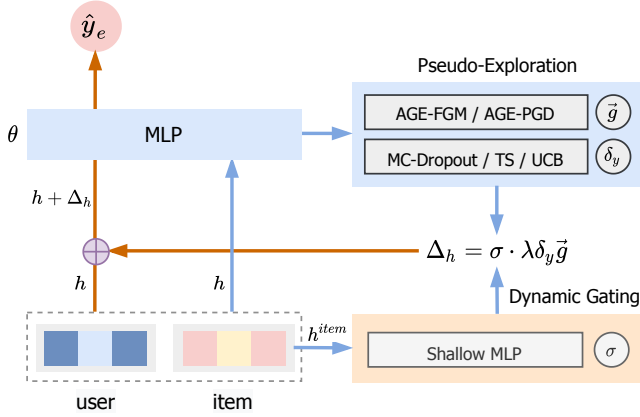 ŷₑ
Pseudo-Exploration
AGE-FGM / AGE-PGD
g⃗
θ
MLP
MC-Dropout / TS / UCB
δ_y
h + Δ_h
Δ_h = σ · λδ_y g⃗
h
h
Dynamic Gating
h^{item}
Shallow MLP
σ
user
item